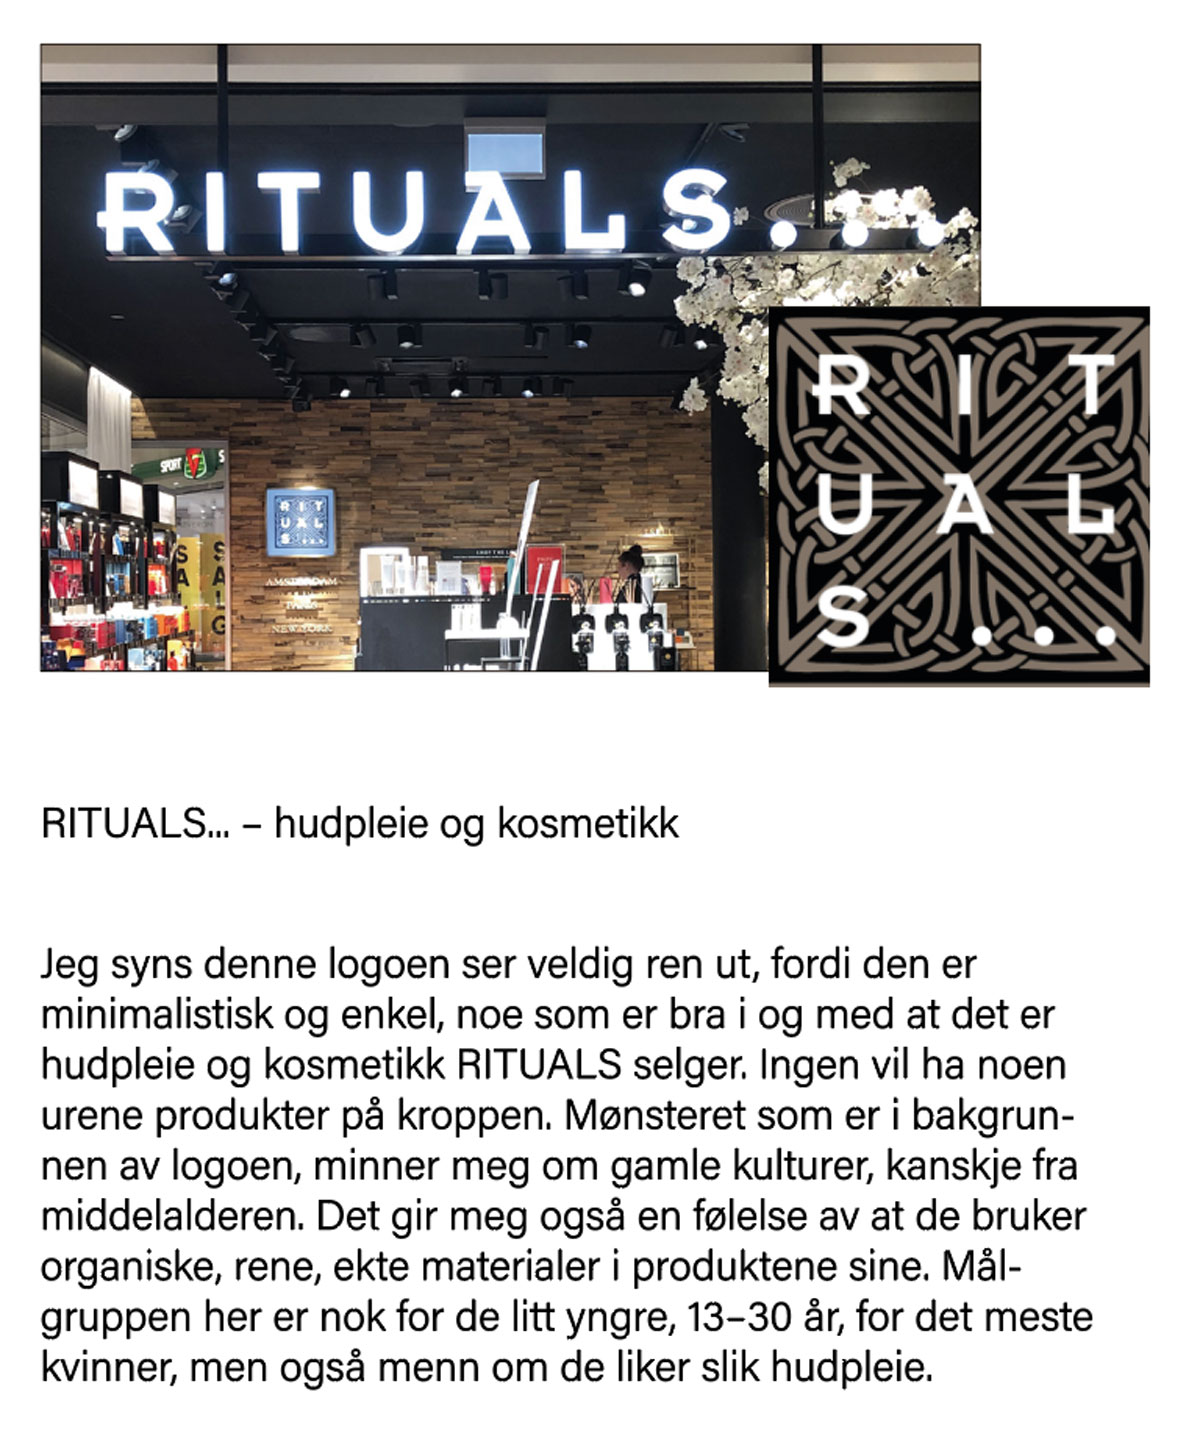 RITUALS...
SPORT
S
RIT
UAL
S...
AMSTERDAM
PARIS
NEW YORK
SALG
R I T
U A L
S ...
RITUALS... – hudpleie og kosmetikk
Jeg syns denne logoen ser veldig ren ut, fordi den er
minimalistisk og enkel, noe som er bra i og med at det er
hudpleie og kosmetikk RITUALS selger. Ingen vil ha noen
urene produkter på kroppen. Mønsteret som er i bakgrun-
nen av logoen, minner meg om gamle kulturer, kanskje fra
middelalderen. Det gir meg også en følelse av at de bruker
organiske, rene, ekte materialer i produktene sine. Mål-
gruppen her er nok for de litt yngre, 13–30 år, for det meste
kvinner, men også menn om de liker slik hudpleie.